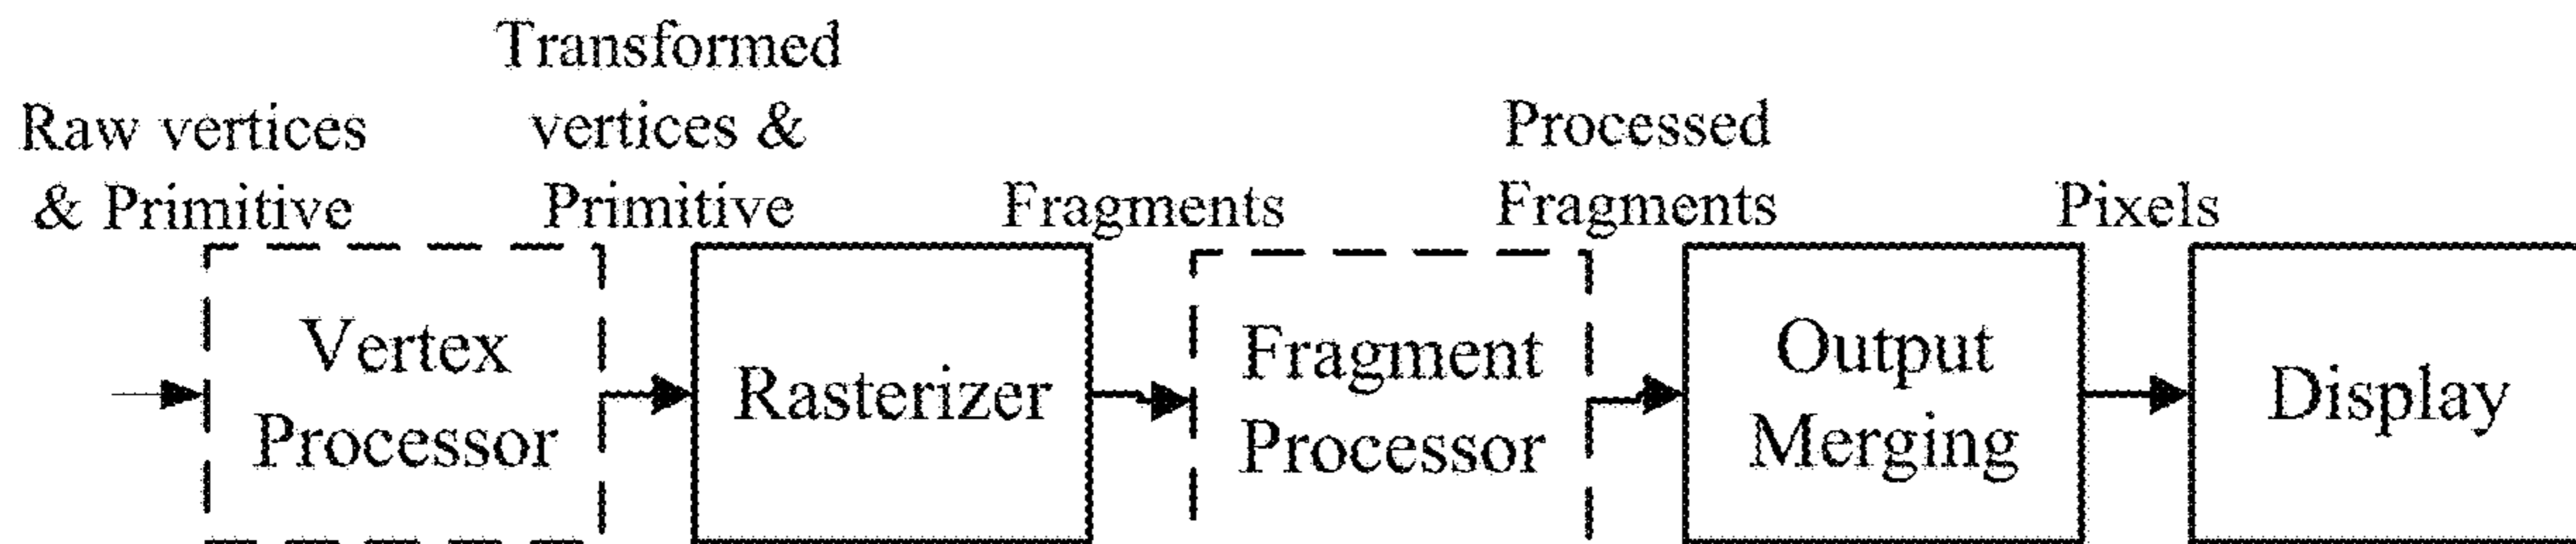 Raw vertices
& Primitive
Transformed
vertices &
Primitive
Fragments
Processed
Fragments
Pixels
Vertex
Processor
Rasterizer
Fragment
Processor
Output
Merging
Display